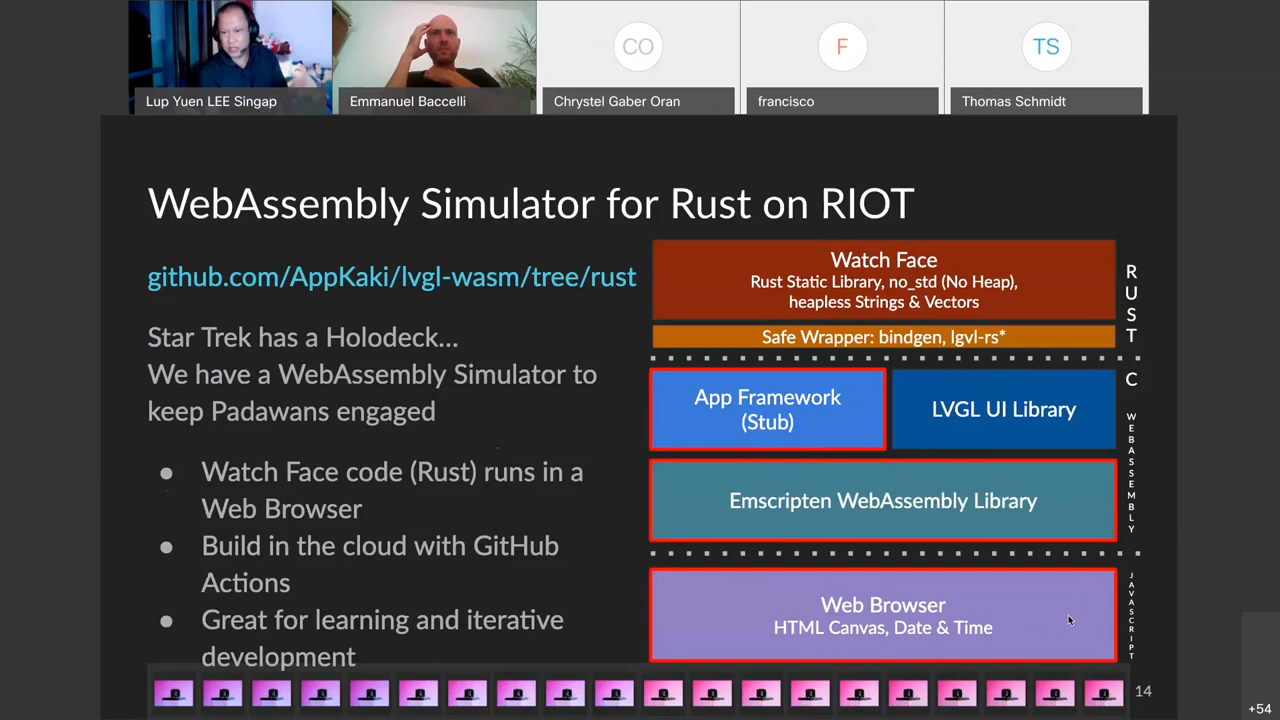 CO
F
TS
Lup Yuen LEE Singap
Emmanuel Baccelli
Chrystel Gaber Oran
francisco
Thomas Schmidt
WebAssembly Simulator for Rust on RIOT
github.com/AppKaki/lvgl-wasm/tree/rust
Star Trek has a Holodeck...
We have a WebAssembly Simulator to
keep Padawans engaged
● Watch Face code (Rust) runs in a
Web Browser
● Build in the cloud with GitHub
Actions
● Great for learning and iterative
development
Watch Face
Rust Static Library, no_std (No Heap),
heapless Strings & Vectors
Safe Wrapper: bindgen, lgvl-rs*
RUST
App Framework
(Stub)
LVGL UI Library
C
Emscripten WebAssembly Library
WEBASSEMBLY
Web Browser
HTML Canvas, Date & Time
JAVASCRIPT
14
+54